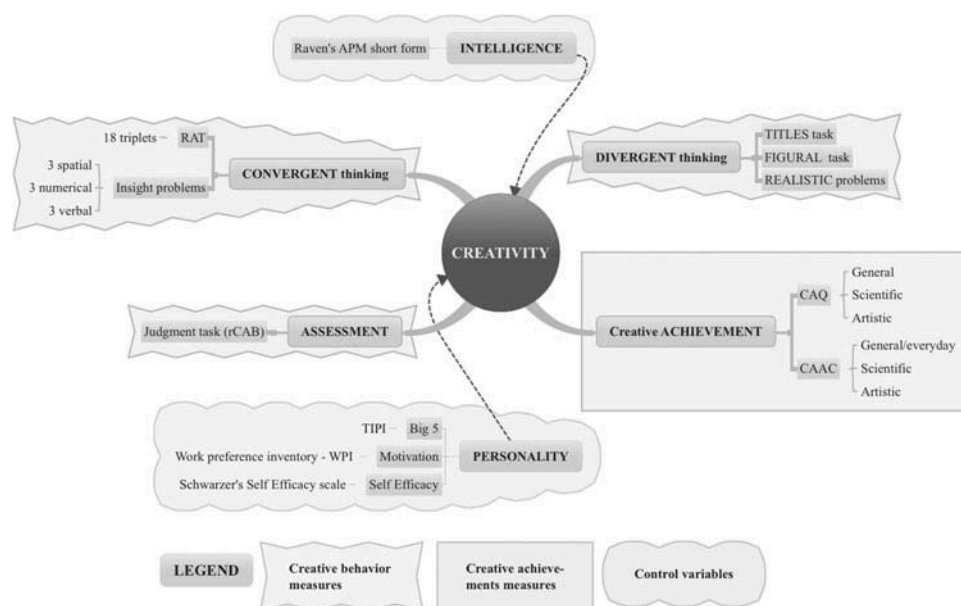 Raven's APM short form
INTELLIGENCE
18 triplets
RAT
3 spatial
3 numerical
3 verbal
Insight problems
CONVERGENT thinking
DIVERGENT thinking
TITLES task
FIGURAL task
REALISTIC problems
CREATIVITY
Judgment task (rCAB)
ASSESSMENT
Creative ACHIEVEMENT
CAQ
General
Scientific
Artistic
CAAC
General/everyday
Scientific
Artistic
TIPI
Big 5
Work preference inventory - WPI
Motivation
Schwarzer's Self Efficacy scale
Self Efficacy
PERSONALITY
LEGEND
Creative behavior
measures
Creative achieve-
ments measures
Control variables